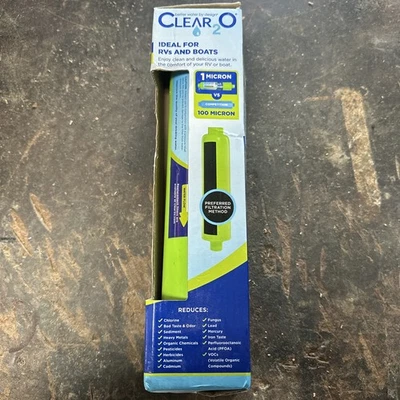 CLEAR2O®
IDEAL FOR
RVs AND BOATS
Enjoy clean and delicious water in
the comfort of your RV or boat.
1 MICRON
VS
100 MICRON
PREFERRED
FILTRATION
METHOD
REDUCES:
Chlorine
Bad Taste & Odor
Sediment
Heavy Metals
Organic Chemicals
Pesticides
Herbicides
Aluminum
Cadmium
Fungus
Lead
Mercury
Iron Taste
Perfluorooctanoic
Acid (PFOA)
VOCs
(Volatile Organic
Compounds)